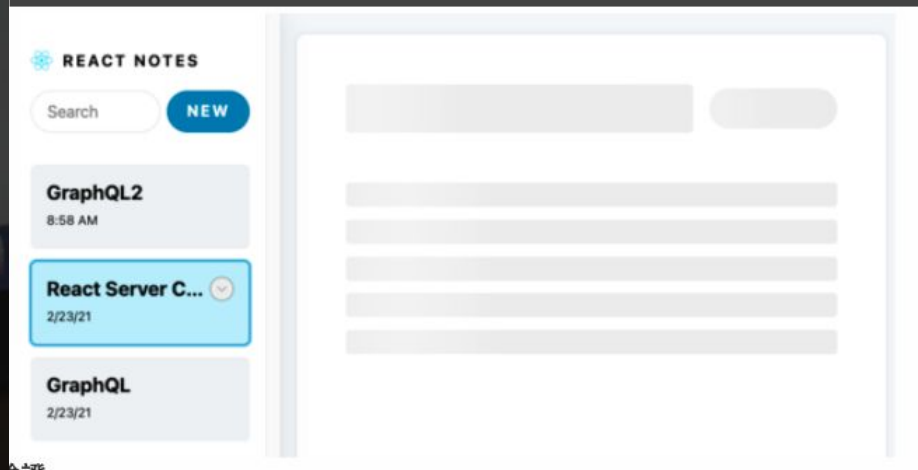 REACT NOTES
Search
NEW
GraphQL2
8:58 AM
React Server C...
2/23/21
GraphQL
2/23/21